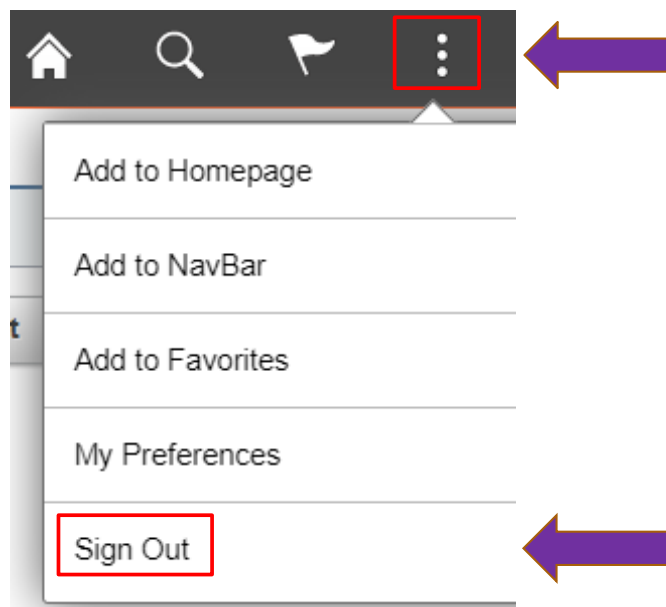 Add to Homepage
Add to NavBar
t
Add to Favorites
My Preferences
Sign Out